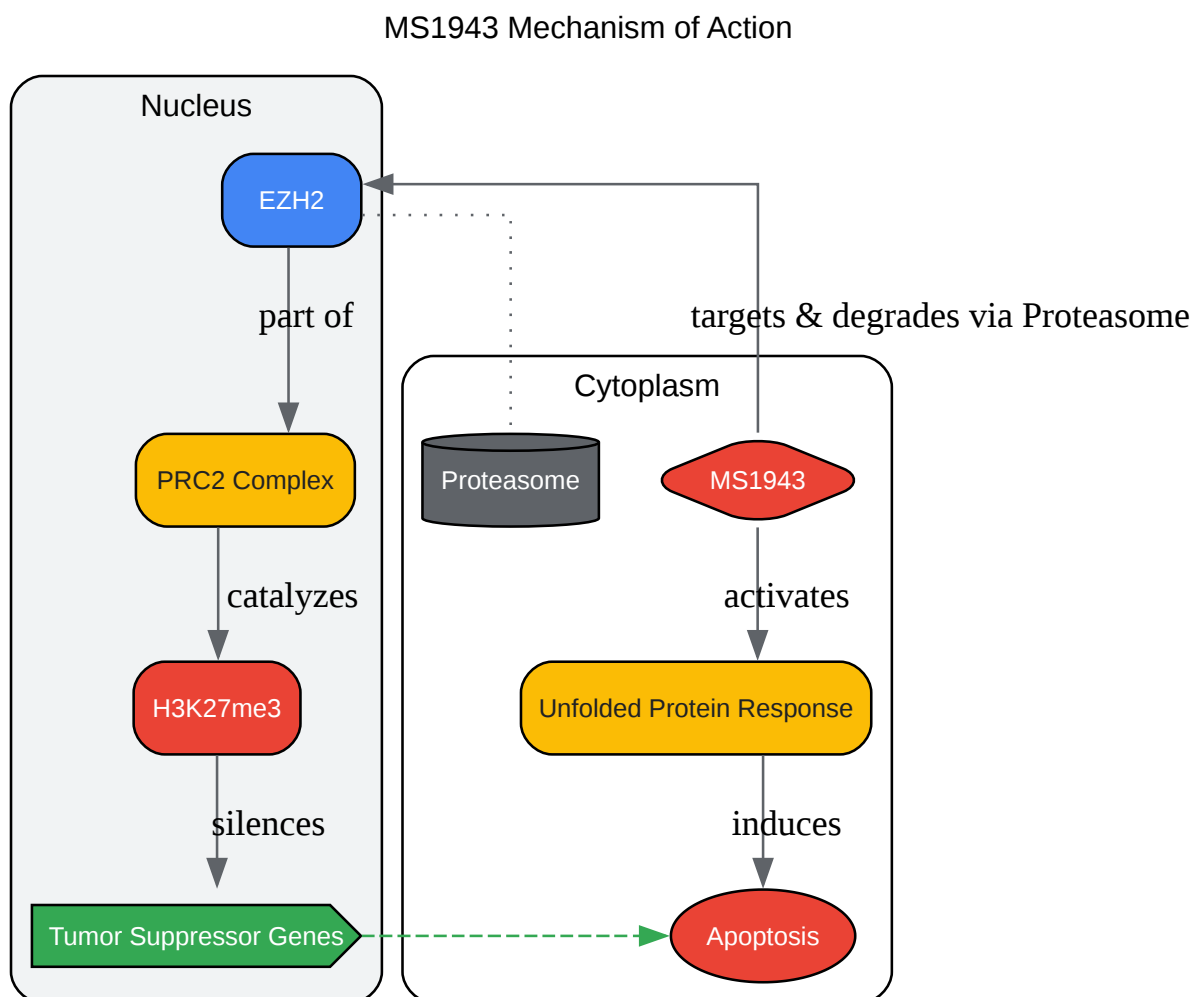 MS1943 Mechanism of Action
Nucleus
EZH2
part of
targets & degrades via Proteasome
Cytoplasm
PRC2 Complex
Proteasome
MS1943
catalyzes
activates
H3K27me3
Unfolded Protein Response
silences
induces
Tumor Suppressor Genes
Apoptosis